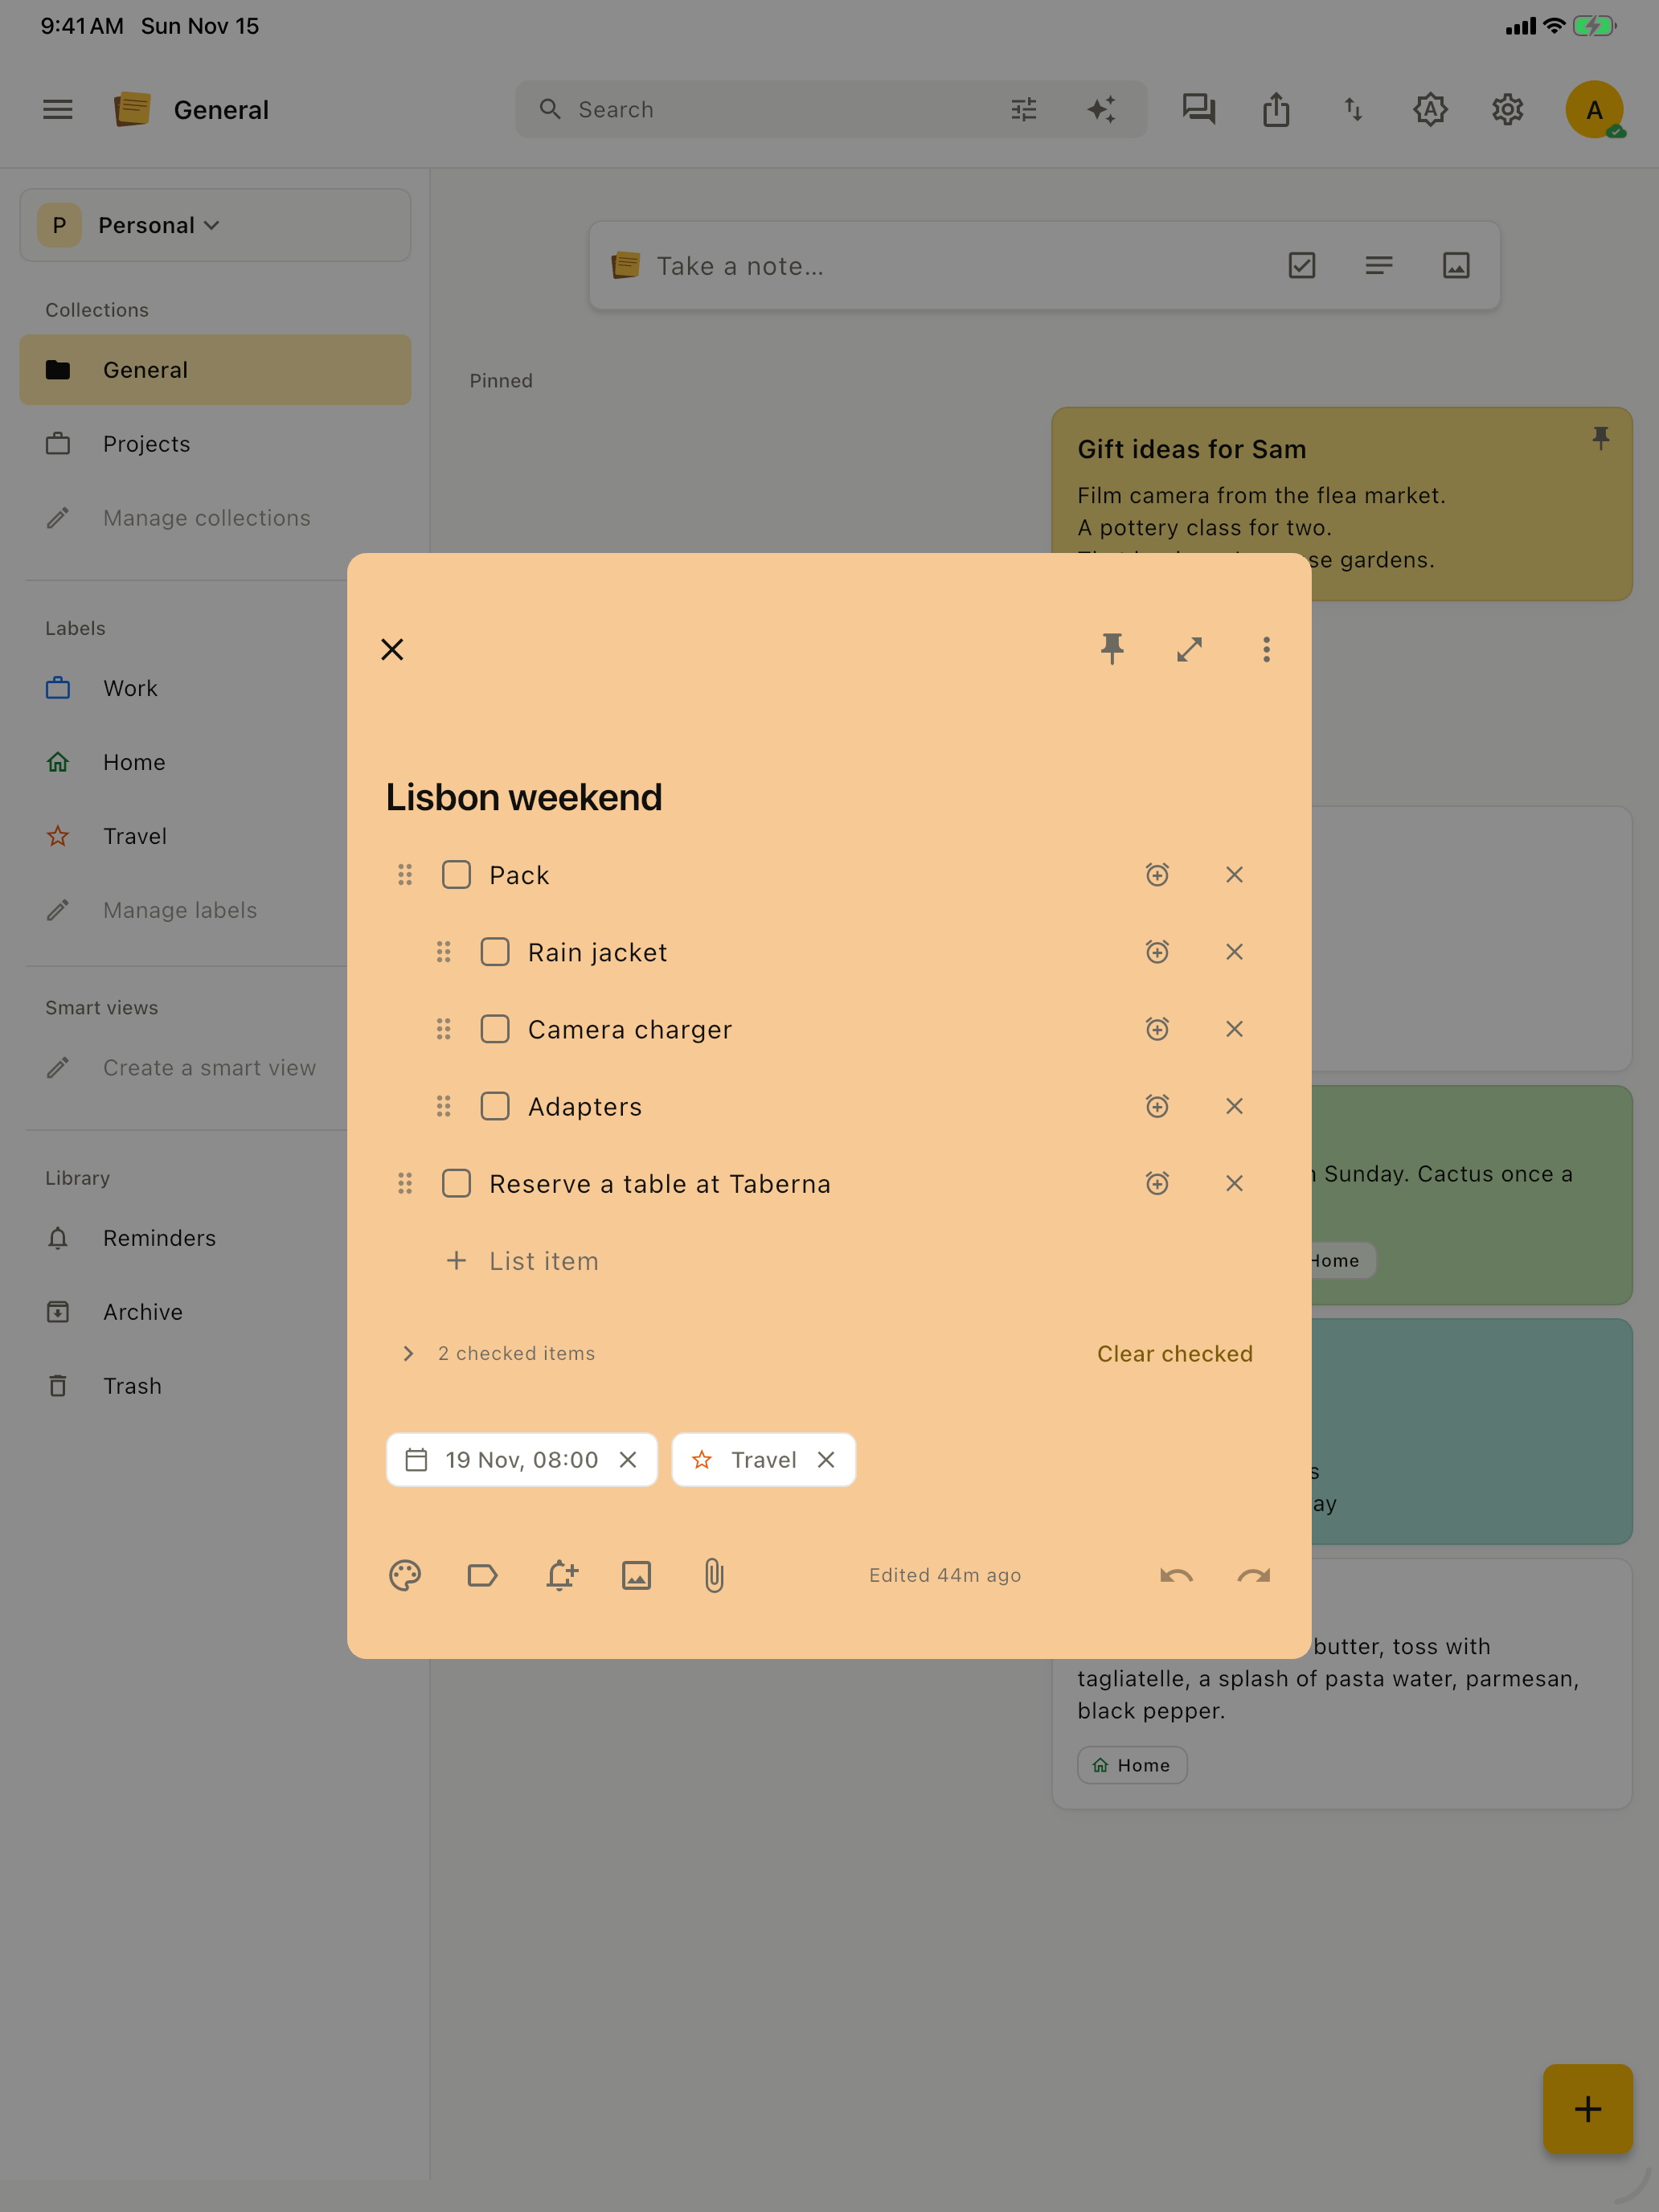 9:41 AM Sun Nov 15
General
Search
A
A
P
Personal
Collections
General
Projects
Manage collections
Labels
Work
Home
Travel
Manage labels
Smart views
Create a smart view
Library
Reminders
Archive
Trash
Take a note...
Pinned
Gift ideas for Sam
Film camera from the flea market.
A pottery class for two.
gardens.
Lisbon weekend
Pack
Rain jacket
Camera charger
Adapters
Reserve a table at Taberna
List item
2 checked items
Clear checked
19 Nov, 08:00
Travel
Edited 44m ago
Sunday. Cactus once a
Home
butter, toss with
tagliatelle, a splash of pasta water, parmesan,
black pepper.
Home